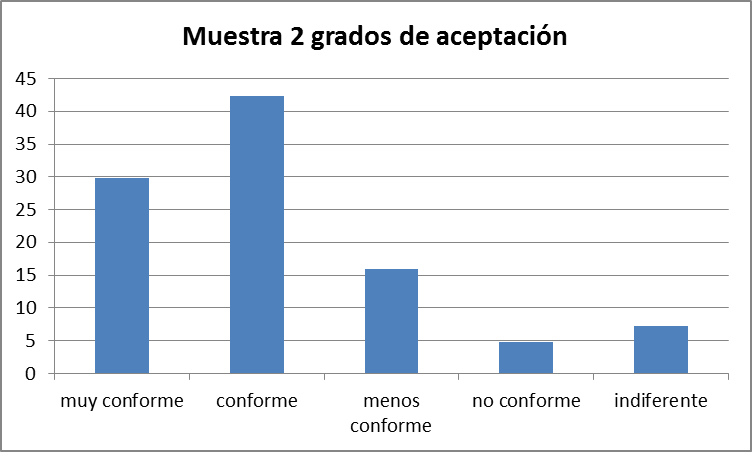 Muestra 2 grados de aceptación
45
40
35
30
25
20
15
10
5
0
muy conforme
conforme
menos
conforme
no conforme
indiferente